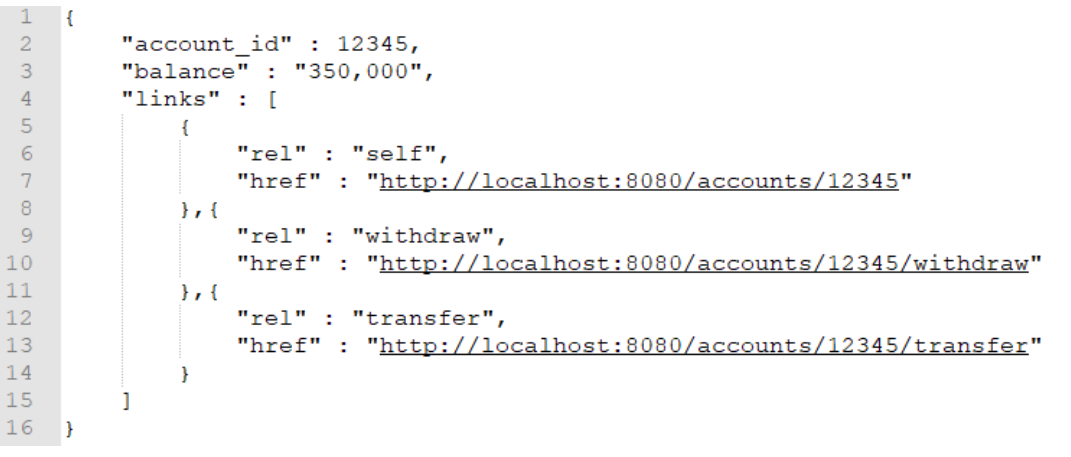 1 {
2 "account_id" : 12345,
3 "balance" : "350,000",
4 "links" : [
5 {
6 "rel" : "self",
7 "href" : "http://localhost:8080/accounts/12345"
8 },{
9 "rel" : "withdraw",
10 "href" : "http://localhost:8080/accounts/12345/withdraw"
11 },{
12 "rel" : "transfer",
13 "href" : "http://localhost:8080/accounts/12345/transfer"
14 }
15 ]
16 }